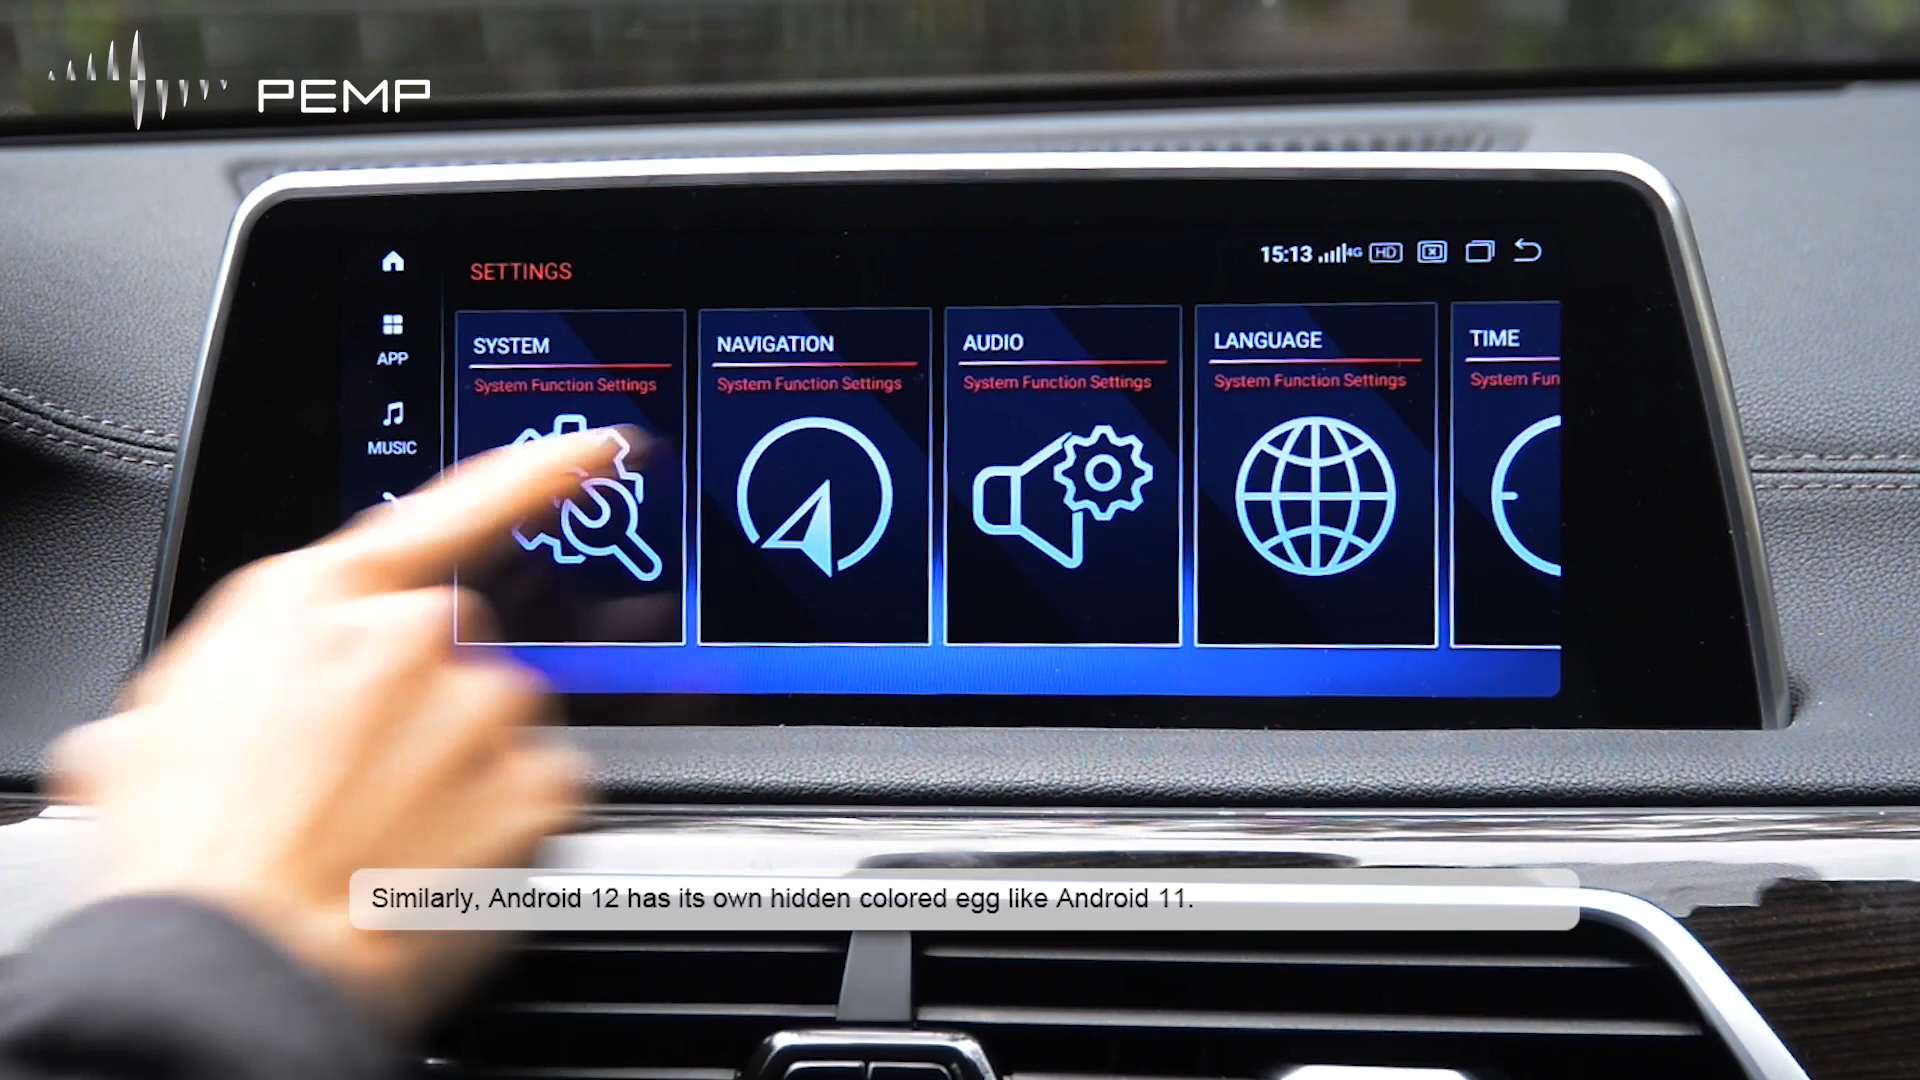 PEMP
15:13 4G HD
SETTINGS
APP
MUSIC
SYSTEM
System Function Settings
NAVIGATION
System Function Settings
AUDIO
System Function Settings
LANGUAGE
System Function Settings
TIME
System Fun
Similarly, Android 12 has its own hidden colored egg like Android 11.